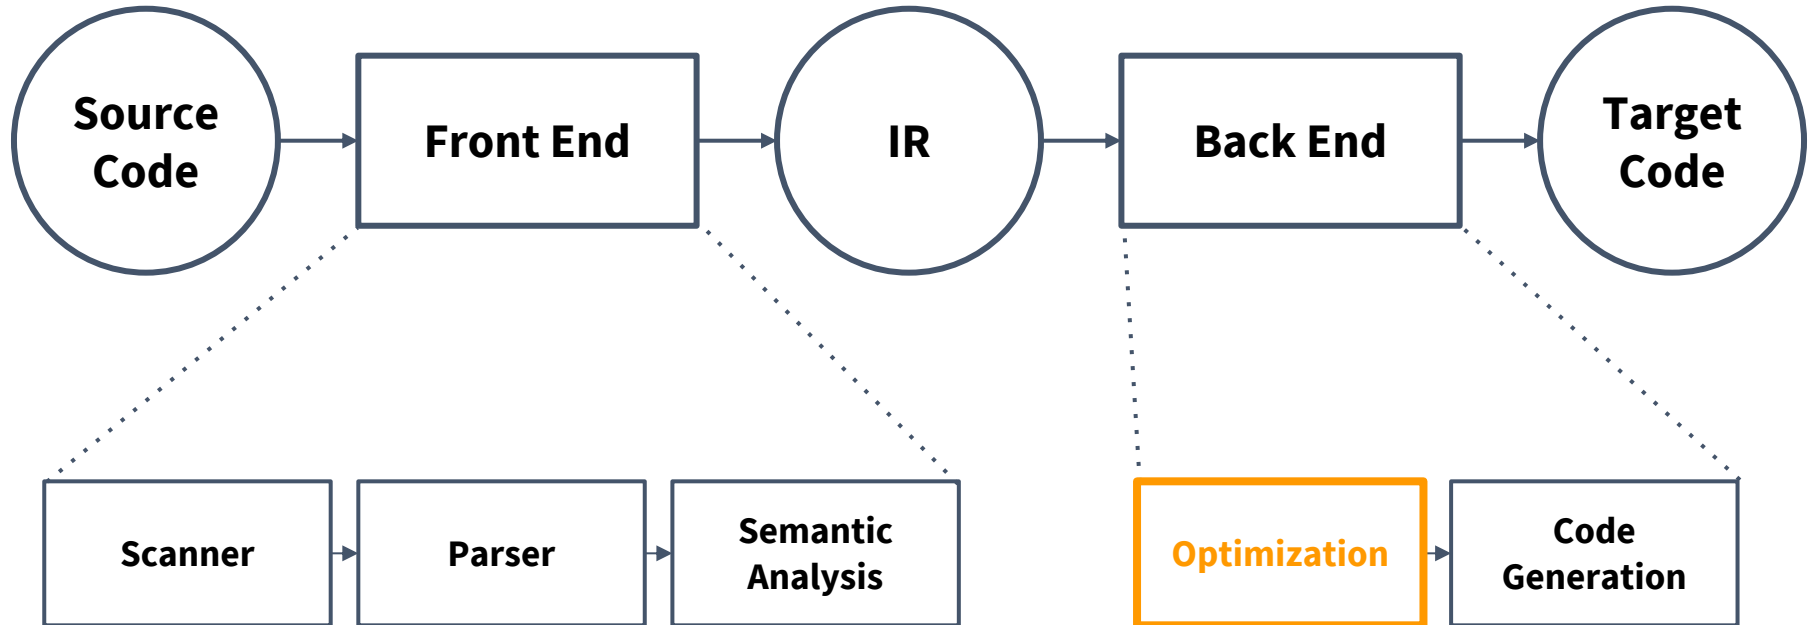 Source
Code
Front End
IR
Back End
Target
Code
Scanner
Parser
Semantic
Analysis
Optimization
Code
Generation